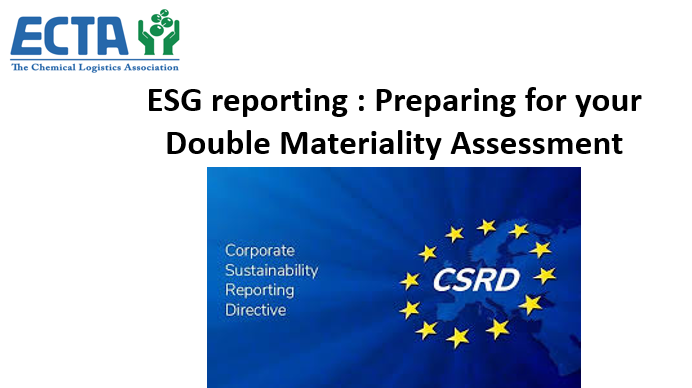 ECTA
The Chemical Logistics Association
ESG reporting : Preparing for your
Double Materiality Assessment
Corporate
Sustainability
Reporting
Directive
CSRD